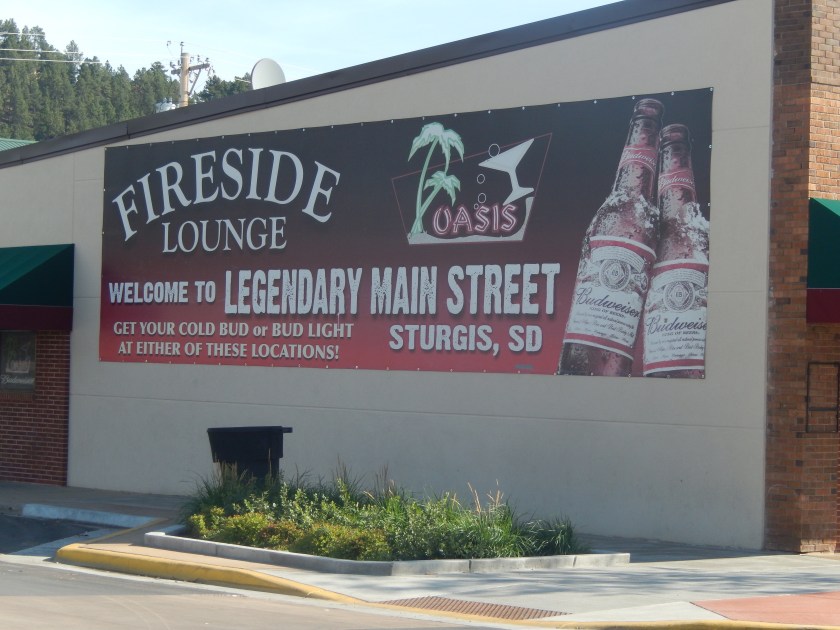 FIRESIDE
LOUNGE
OASIS
WELCOME TO LEGENDARY MAIN STREET
GET YOUR COLD BUD or BUD LIGHT
AT EITHER OF THESE LOCATIONS!
STURGIS, SD
Budweiser
Budweiser